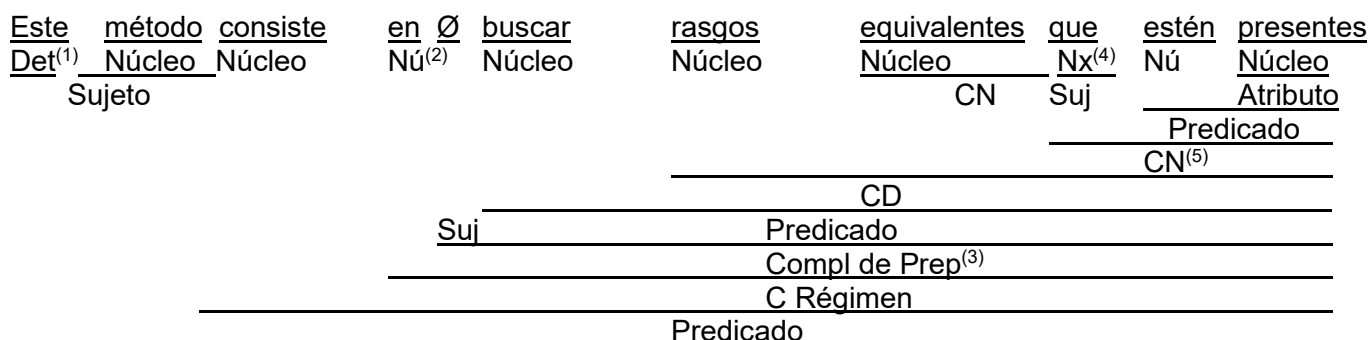 Este método consiste en Ø buscar rasgos equivalentes que estén presentes
Det(1) Núcleo Núcleo Nú(2) Núcleo Núcleo Núcleo Nx(4) Nú Núcleo
Sujeto CN Suj Atributo
Predicado
CN(5)
CD
Suj Predicado
Compl de Prep(3)
C Régimen
Predicado